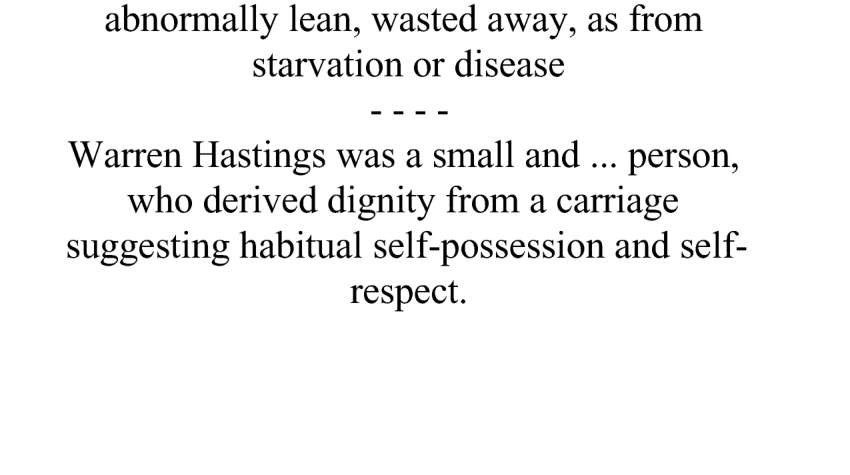 abnormally lean, wasted away, as from
starvation or disease
- - - -
Warren Hastings was a small and ... person,
who derived dignity from a carriage
suggesting habitual self-possession and self-
respect.